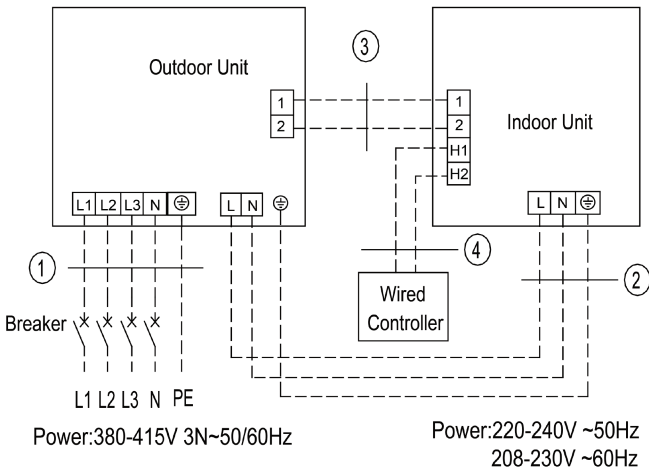 ③
Outdoor Unit
1
2
1
2
H1
H2
Indoor Unit
L1 L2 L3 N
L N
L N
①
④
②
Breaker
Wired
Controller
L1 L2 L3 N PE
Power:380-415V 3N~50/60Hz
Power:220-240V ~50Hz
208-230V ~60Hz